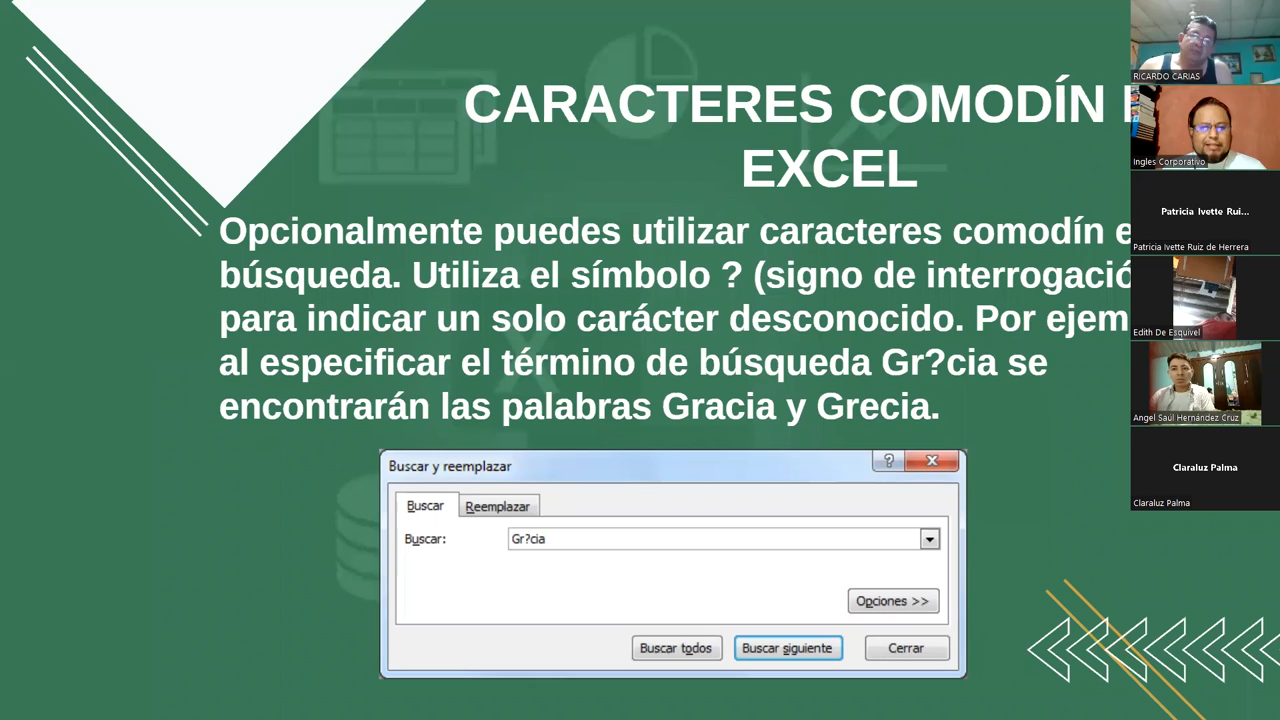 CARACTERES COMODÍN
EXCEL
Opcionalmente puedes utilizar caracteres comodín
búsqueda. Utiliza el símbolo ? (signo de interrogació
para indicar un solo carácter desconocido. Por ejem
al especificar el término de búsqueda Gr?cia se
encontrarán las palabras Gracia y Grecia.
Buscar y reemplazar
?
Buscar
Reemplazar
Buscar:
Gr?cia
Opciones >>
Buscar todos
Buscar siguiente
Cerrar
RICARDO CARIAS
Ingles Corporativo
Patricia Ivette Rui...
Patricia Ivette Ruiz de Herrera
Edith De Esquivel
Angel Saúl Hernández Cruz
Claraluz Palma
Claraluz Palma